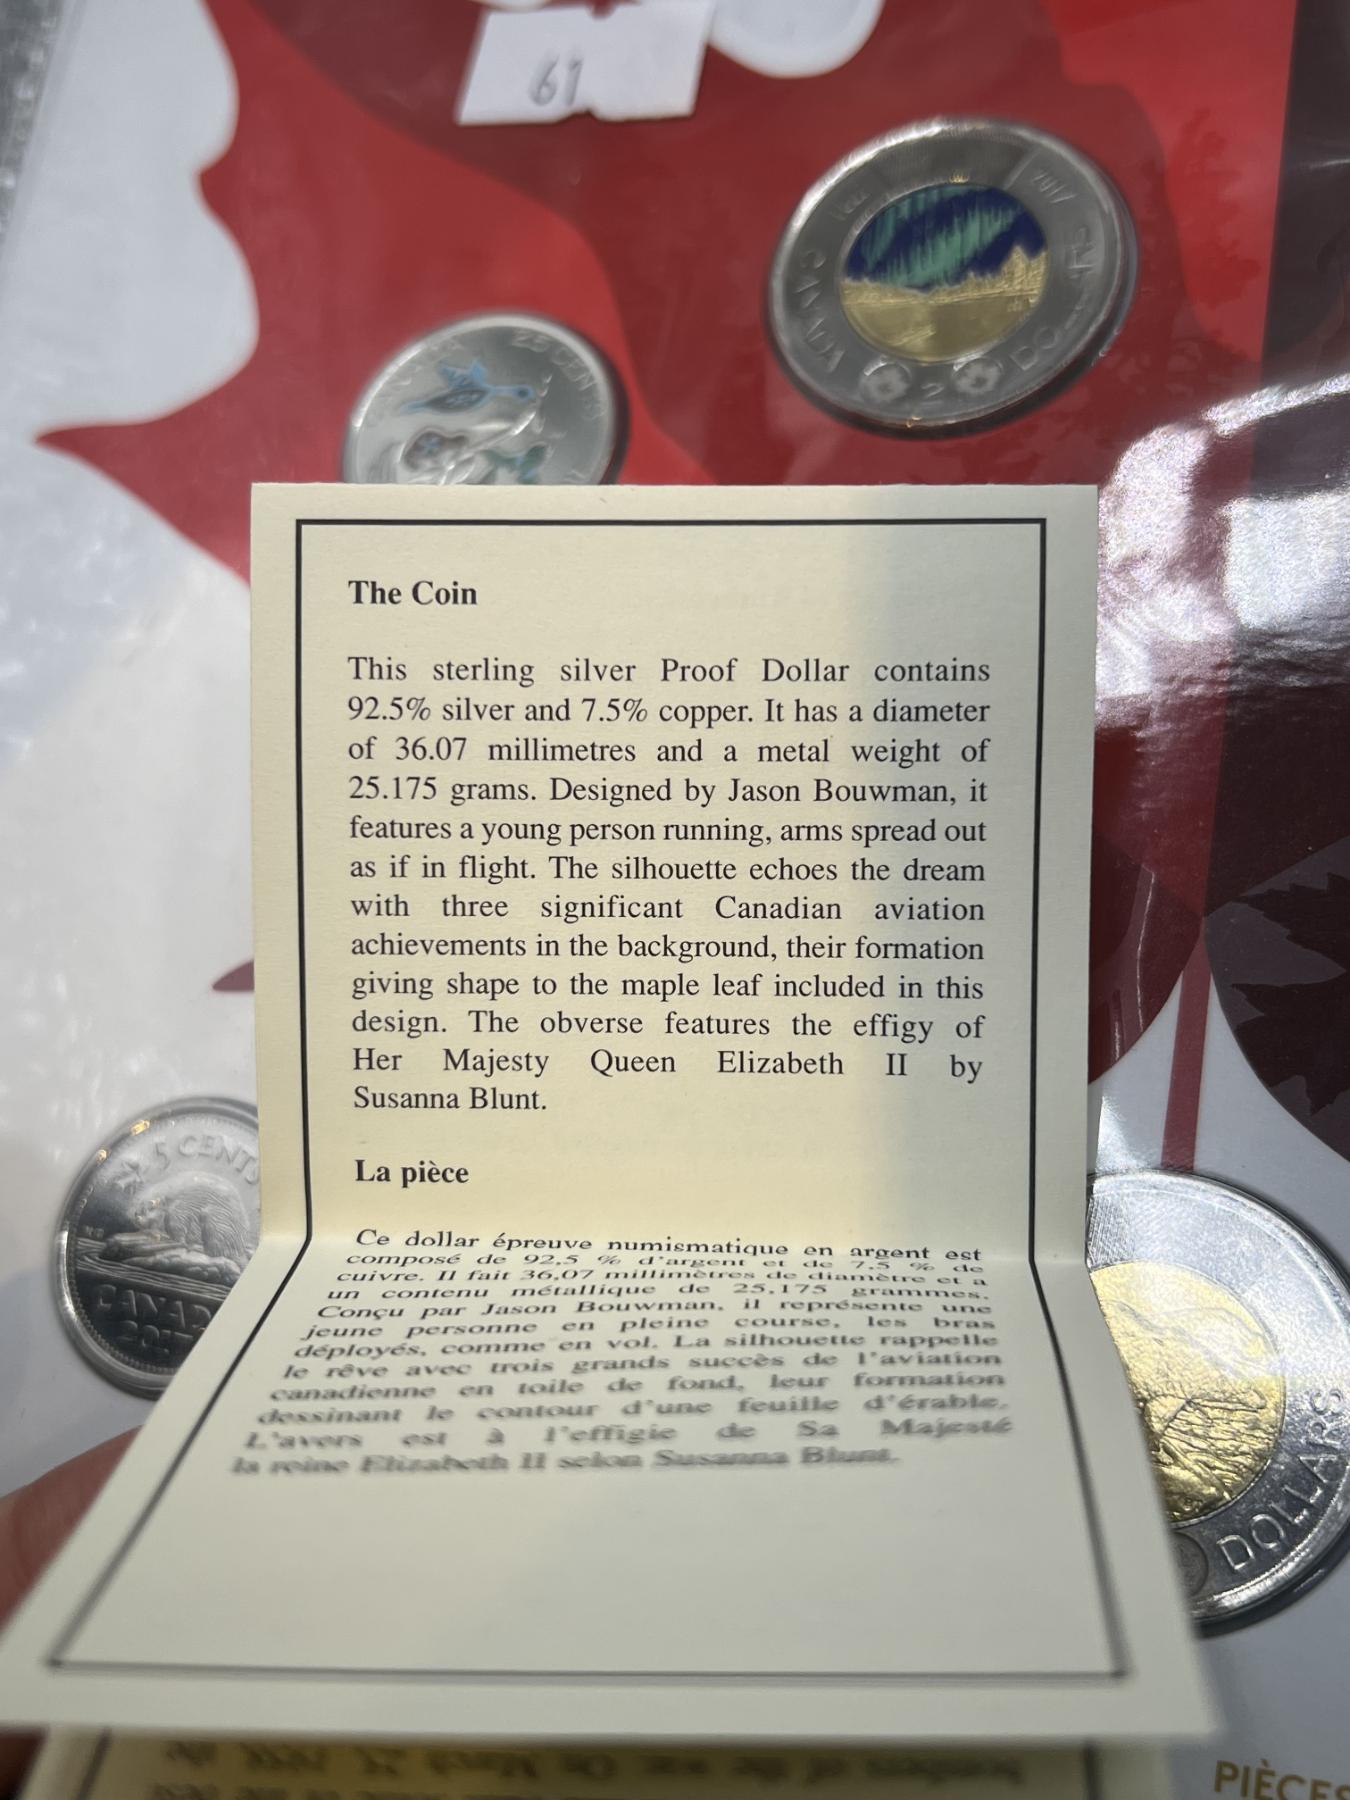 61
2017
CANADA
2 DOLLARS
CANADA 25 CENTS
The Coin
This sterling silver Proof Dollar contains
92.5% silver and 7.5% copper. It has a diameter
of 36.07 millimetres and a metal weight of
25.175 grams. Designed by Jason Bouwman, it
features a young person running, arms spread out
as if in flight. The silhouette echoes the dream
with three significant Canadian aviation
achievements in the background, their formation
giving shape to the maple leaf included in this
design. The obverse features the effigy of
Her Majesty Queen Elizabeth II by
Susanna Blunt.
La pièce
Ce dollar épreuve numismatique en argent est
composé de 92,5 % d'argent et de 7,5 % de
cuivre. Il fait 36,07 millimètres de diamètre et a
un contenu métallique de 25,175 grammes.
Conçu par Jason Bouwman, il représente une
jeune personne en pleine course, les bras
déployés, comme en vol. La silhouette rappelle
le rêve avec trois grands succès de l'aviation
canadienne en toile de fond, leur formation
dessinant le contour d'une feuille d'érable.
L'avers est à l'effigie de Sa Majesté
la reine Elizabeth II selon Susanna Blunt.
5 CENTS
CANADA
2017
DOLLARS
PIÈCES